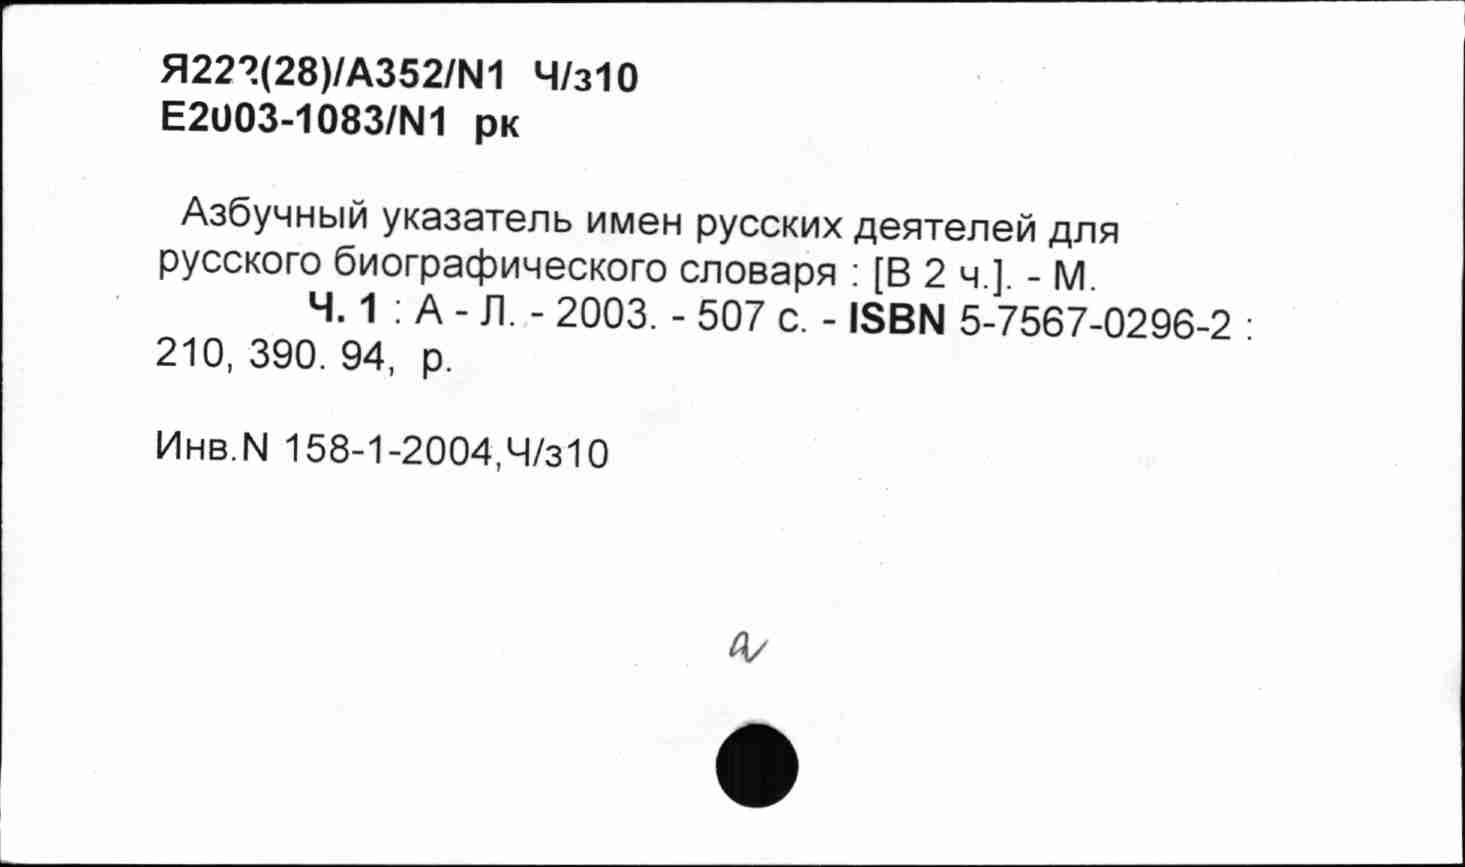 Я22?(28)/А352/N1 Ч/з10
Е2003-1083/N1 рк
Азбучный указатель имен русских деятелей для
русского биографического словаря : [В 2 ч.]. - М.
Ч. 1 : А - Л. - 2003. - 507 с. - ISBN 5-7567-0296-2 :
210, 390. 94, р.
Инв.N 158-1-2004,Ч/з10